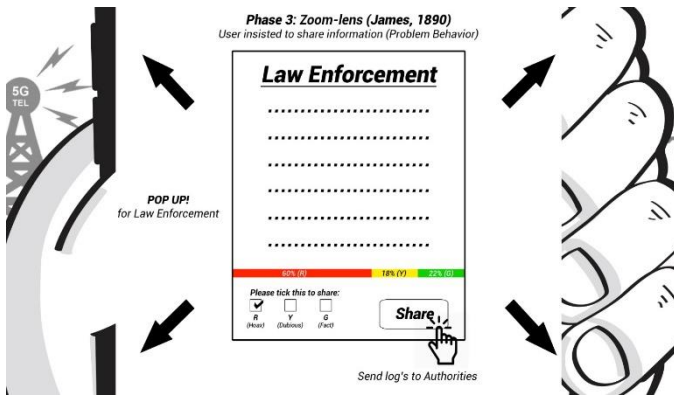 Phase 3: Zoom-lens (James, 1890)
User insisted to share information (Problem Behavior)
5G
TEL
Law Enforcement
POP UP!
for Law Enforcement
60% (R) 18% (Y) 22% (G)
Please tick this to share:
R Y G
(Hoax) (Dubious) (Fact)
Share
Send log's to Authorities